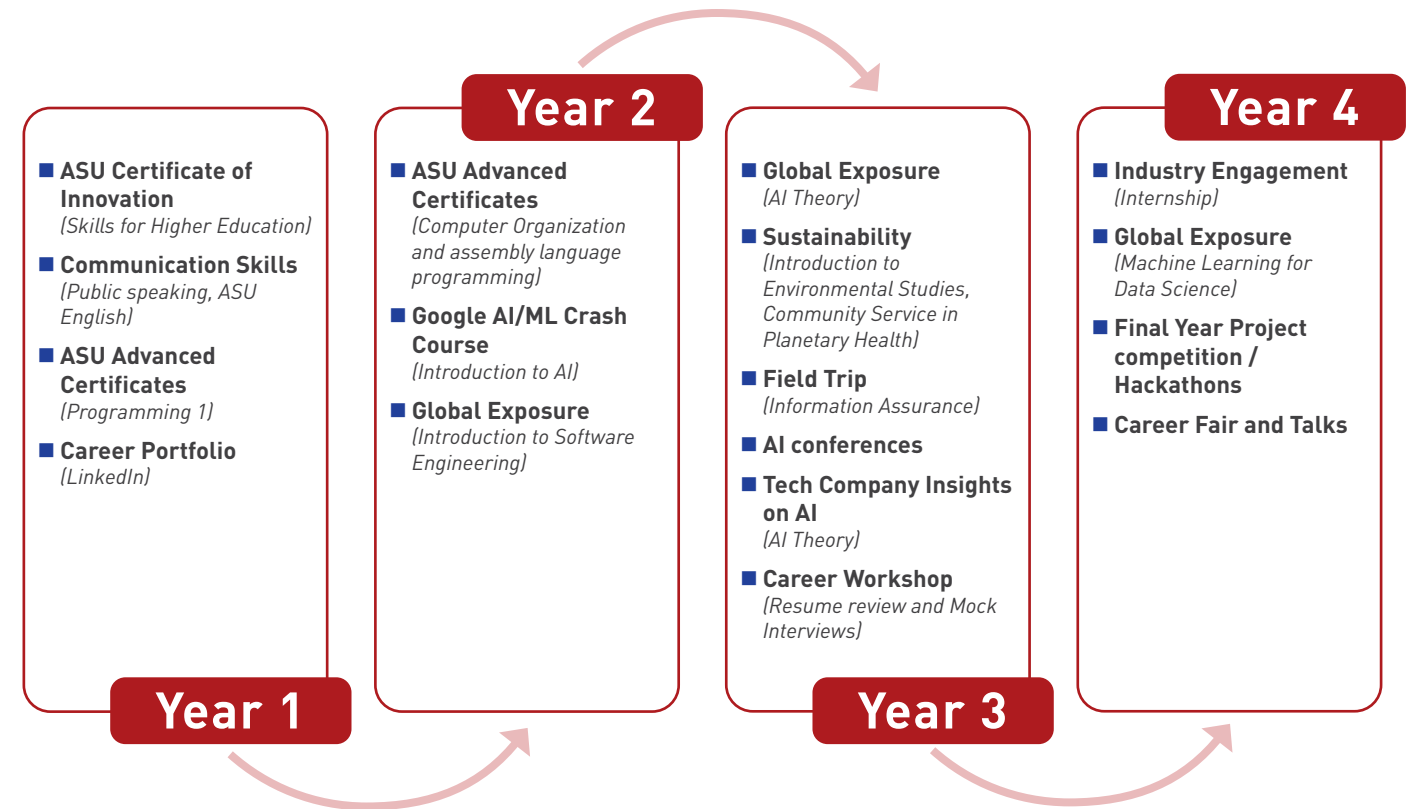 Year 1
ASU Certificate of
Innovation
(Skills for Higher Education)
Communication Skills
(Public speaking, ASU
English)
ASU Advanced
Certificates
(Programming 1)
Career Portfolio
(LinkedIn)
Year 2
ASU Advanced
Certificates
(Computer Organization
and assembly language
programming)
Google AI/ML Crash
Course
(Introduction to AI)
Global Exposure
(Introduction to Software
Engineering)
Year 3
Global Exposure
(AI Theory)
Sustainability
(Introduction to
Environmental Studies,
Community Service in
Planetary Health)
Field Trip
(Information Assurance)
AI conferences
Tech Company Insights
on AI
(AI Theory)
Career Workshop
(Resume review and Mock
Interviews)
Year 4
Industry Engagement
(Internship)
Global Exposure
(Machine Learning for
Data Science)
Final Year Project
competition /
Hackathons
Career Fair and Talks